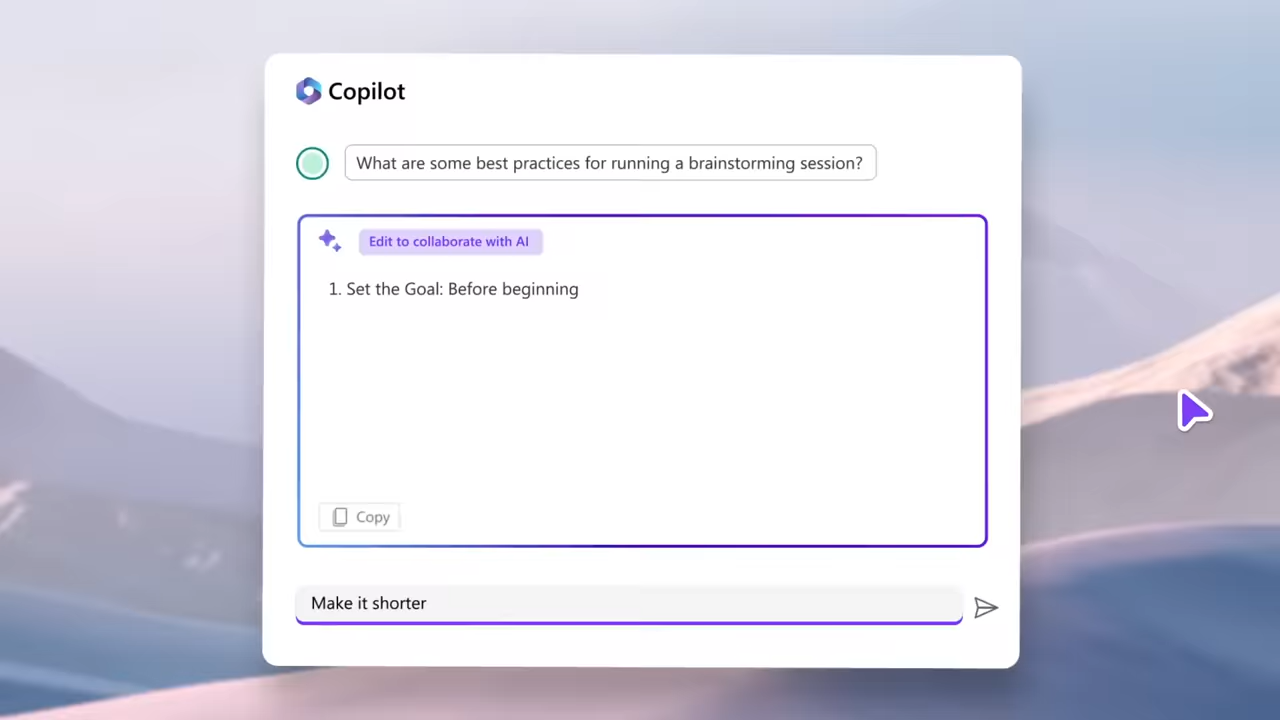 Copilot
What are some best practices for running a brainstorming session?
Edit to collaborate with AI
1. Set the Goal: Before beginning
Copy
Make it shorter